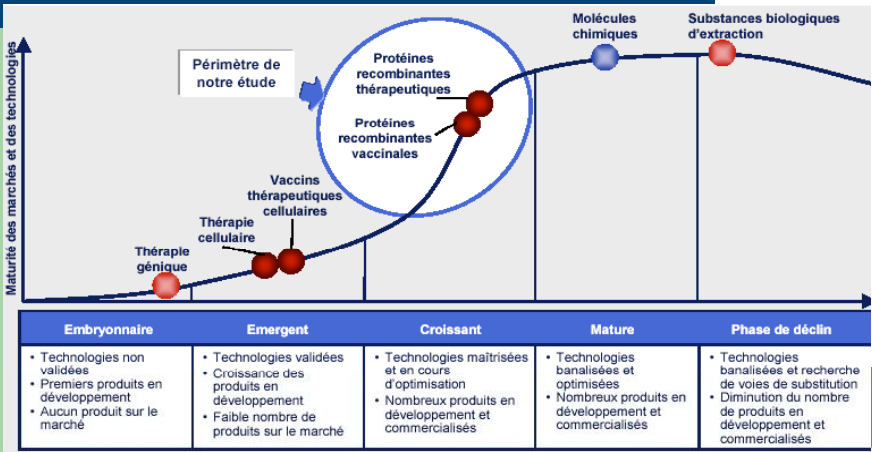 Maturité des marchés et des technologies
Périmètre de
notre étude
Thérapie
génique
Thérapie
cellulaire
Vaccins
thérapeutiques
cellulaires
Protéines
recombinantes
thérapeutiques
Protéines
recombinantes
vaccinales
Molécules
chimiques
Substances biologiques
d'extraction
Embryonnaire
• Technologies non
validées
• Premiers produits en
développement
• Aucun produit sur le
marché
Emergent
• Technologies validées
• Croissance des
produits en
développement
• Faible nombre de
produits sur le marché
Croissant
• Technologies maîtrisées
et en cours
d'optimisation
• Nombreux produits en
développement et
commercialisés
Mature
• Technologies
banalisées et
optimisées
• Nombreux produits en
développement et
commercialisés
Phase de déclin
• Technologies
banalisées et recherche
de voies de substitution
• Diminution du nombre
de produits en
développement et
commercialisés